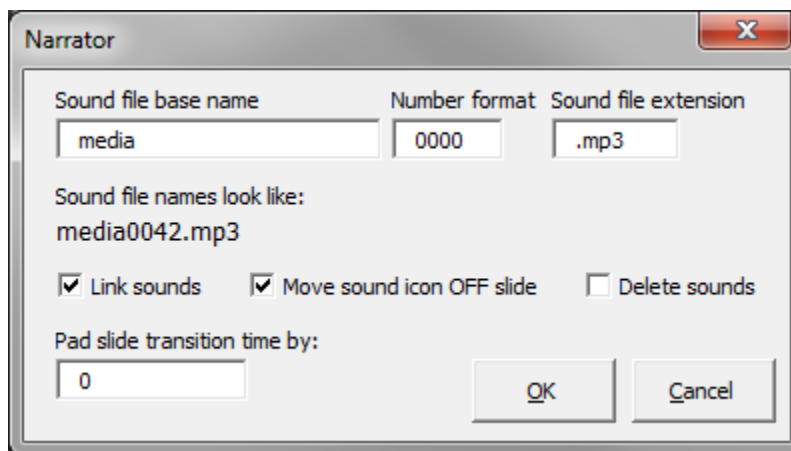 Narrator
Sound file base name Number format Sound file extension
media 0000 .mp3
Sound file names look like:
media0042.mp3
Link sounds Move sound icon OFF slide Delete sounds
Pad slide transition time by:
0
OK Cancel